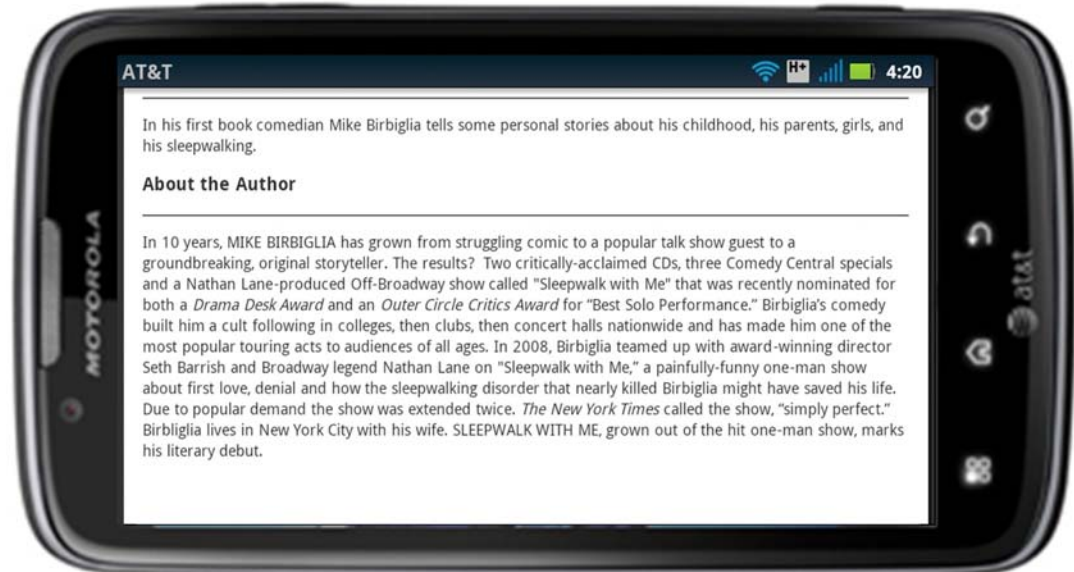 AT&T H+ 4:20
In his first book comedian Mike Birbiglia tells some personal stories about his childhood, his parents, girls, and
his sleepwalking.
About the Author
In 10 years, MIKE BIRBIGLIA has grown from struggling comic to a popular talk show guest to a
groundbreaking, original storyteller. The results?  Two critically-acclaimed CDs, three Comedy Central specials
and a Nathan Lane-produced Off-Broadway show called "Sleepwalk with Me" that was recently nominated for
both a Drama Desk Award and an Outer Circle Critics Award for “Best Solo Performance.” Birbiglia’s comedy
built him a cult following in colleges, then clubs, then concert halls nationwide and has made him one of the
most popular touring acts to audiences of all ages. In 2008, Birbiglia teamed up with award-winning director
Seth Barrish and Broadway legend Nathan Lane on "Sleepwalk with Me,” a painfully-funny one-man show
about first love, denial and how the sleepwalking disorder that nearly killed Birbiglia might have saved his life.
Due to popular demand the show was extended twice. The New York Times called the show, “simply perfect.”
Birbliglia lives in New York City with his wife. SLEEPWALK WITH ME, grown out of the hit one-man show, marks
his literary debut.
MOTOROLA
at&t